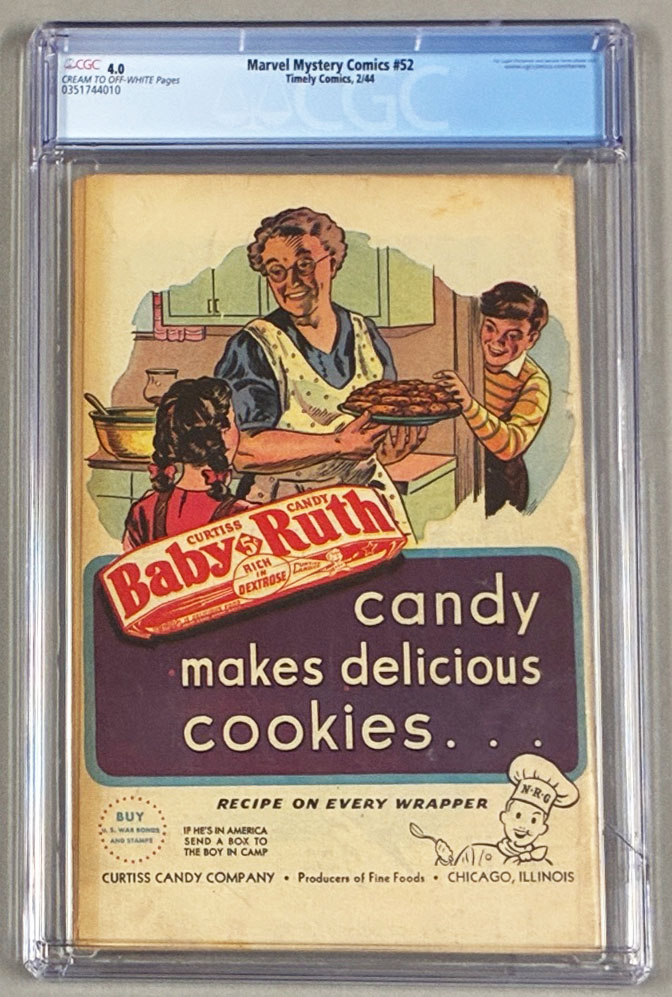 CGC 4.0
CREAM TO OFF-WHITE Pages
0351744010
Marvel Mystery Comics #52
Timely Comics, 2/44
CGC
CURTISS CANDY
Baby Ruth
5¢
RICH
IN
DEXTROSE
candy
makes delicious
cookies. . .
RECIPE ON EVERY WRAPPER
N-R-G
BUY
U. S. WAR BONDS
AND STAMPS
IF HE'S IN AMERICA
SEND A BOX TO
THE BOY IN CAMP
CURTISS CANDY COMPANY • Producers of Fine Foods • CHICAGO, ILLINOIS